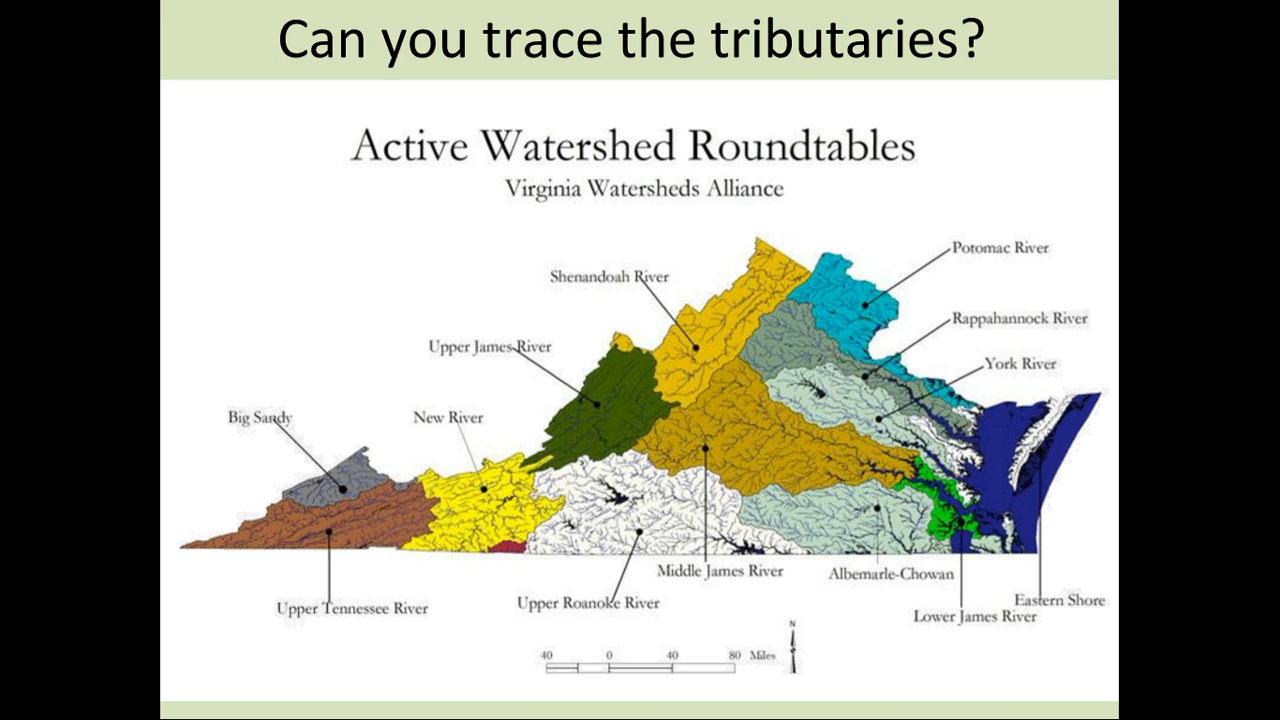 Can you trace the tributaries?
Active Watershed Roundtables
Virginia Watersheds Alliance
Potomac River
Shenandoah River
Rappahannock River
Upper James River
York River
Big Sandy
New River
Middle James River
Albemarle-Chowan
Upper Tennessee River
Upper Roanoke River
Eastern Shore
Lower James River
N
40 0 40 80 Miles